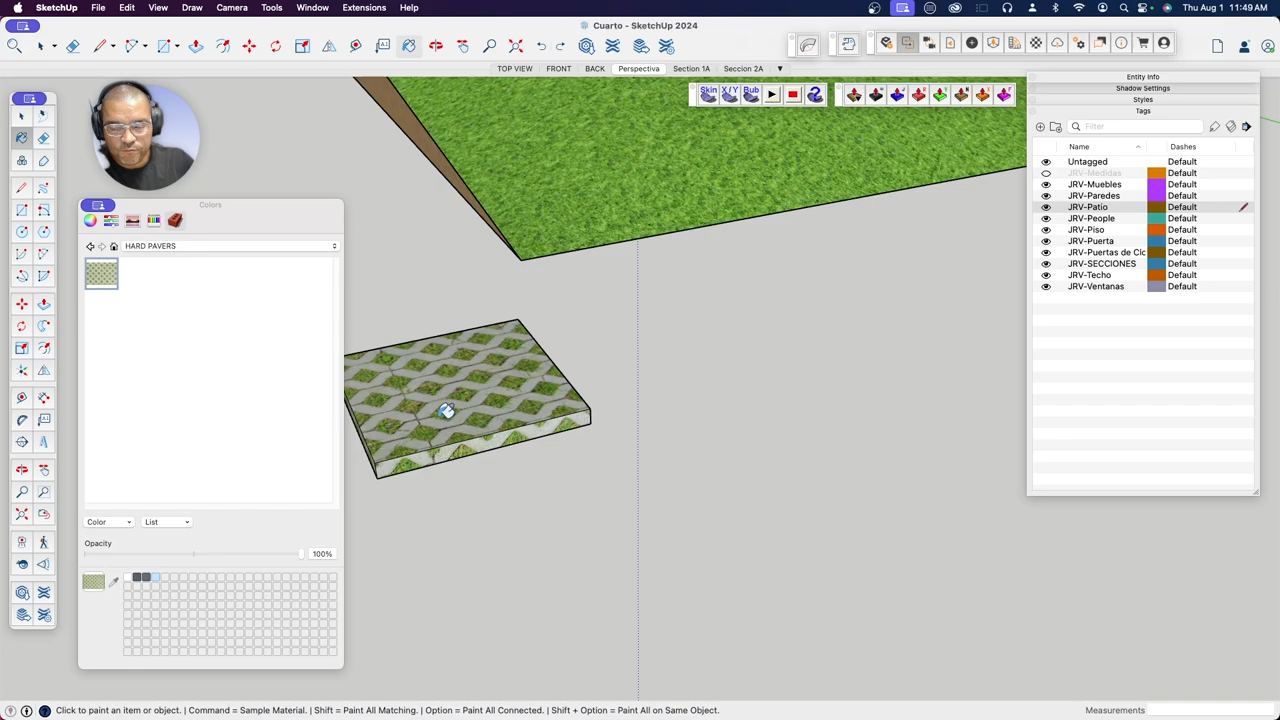 SketchUp File Edit View Draw Camera Tools Window Extensions Help Thu Aug 1 11:49 AM
Cuarto - SketchUp 2024
TOP VIEW FRONT BACK Perspectiva Section 1A Seccion 2A
Skin X/Y Bub
Entity Info
Shadow Settings
Styles
Tags
Filter
Name Dashes
Untagged Default
JRV-Medidas Default
JRV-Muebles Default
JRV-Paredes Default
JRV-Patio Default
JRV-People Default
JRV-Piso Default
JRV-Puerta Default
JRV-Puertas de Clo Default
JRV-SECCIONES Default
JRV-Techo Default
JRV-Ventanas Default
Colors
HARD PAVERS
Color List
Opacity
100%
Click to paint an item or object. | Command = Sample Material. | Shift = Paint All Matching. | Option = Paint All Connected. | Shift + Option = Paint All on Same Object.
Measurements